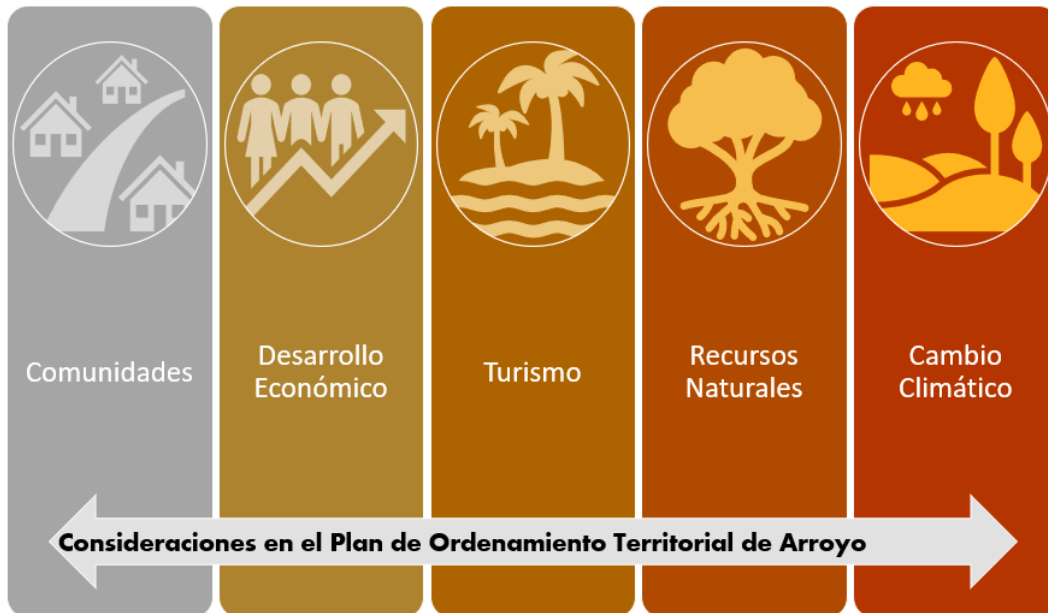 Comunidades
Desarrollo
Económico
Turismo
Recursos
Naturales
Cambio
Climático
Consideraciones en el Plan de Ordenamiento Territorial de Arroyo